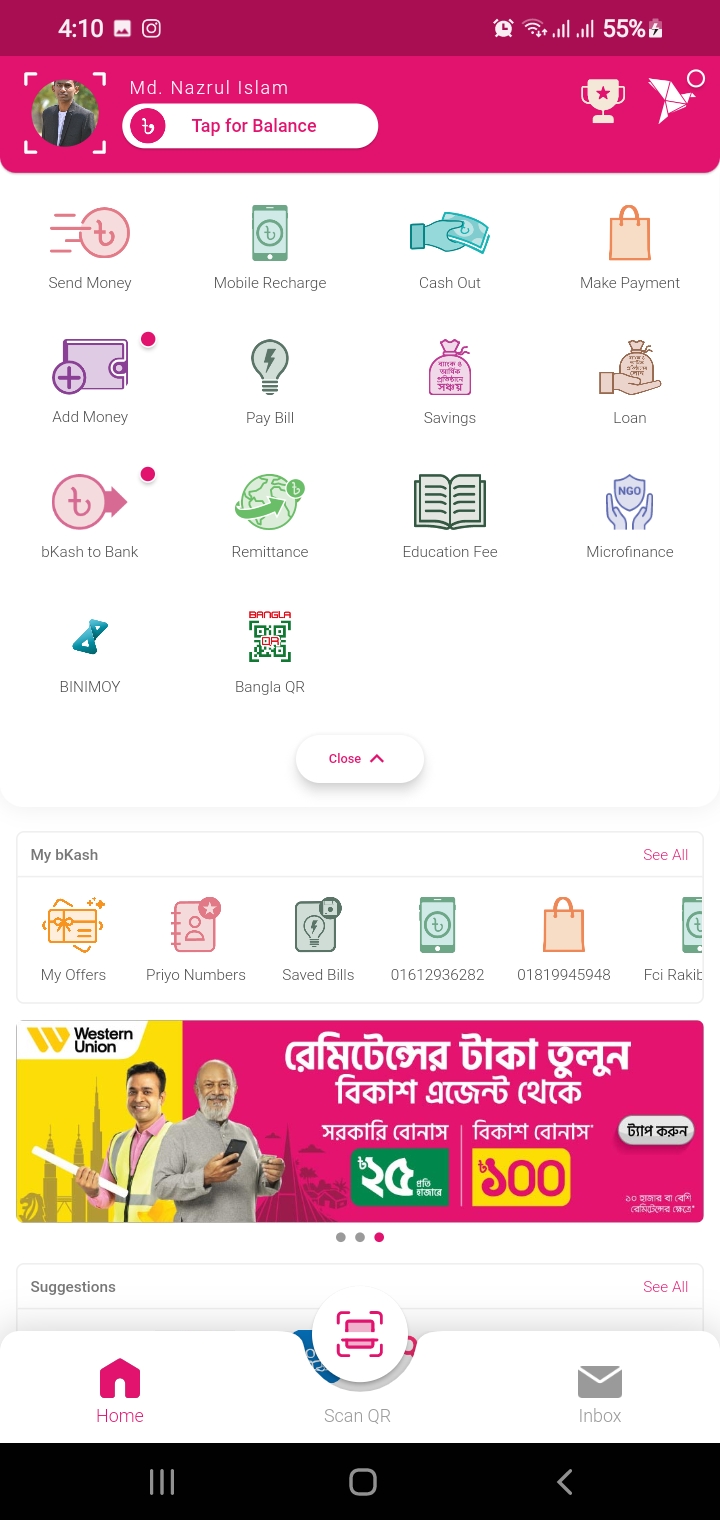 4:10
55%
Md. Nazrul Islam
Tap for Balance
Send Money
Mobile Recharge
Cash Out
Make Payment
ব্যাংক ও
আর্থিক
প্রতিষ্ঠানে
সঞ্চয়
Add Money
Pay Bill
Savings
Loan
NGO
bKash to Bank
Remittance
Education Fee
Microfinance
BANGLA
QR
BINIMOY
Bangla QR
Close
My bKash
See All
My Offers
Priyo Numbers
Saved Bills
01612936282
01819945948
Fci Rakib
Western
Union
রেমিটেন্সের টাকা তুলুন
বিকাশ এজেন্ট থেকে
সরকারি বোনাস
বিকাশ বোনাস*
৳২৫ প্রতি হাজারে
৳১০০
ট্যাপ করুন
১০ হাজার বা বেশি
রেমিটেন্সের ক্ষেত্রে*
Suggestions
See All
Home
Scan QR
Inbox